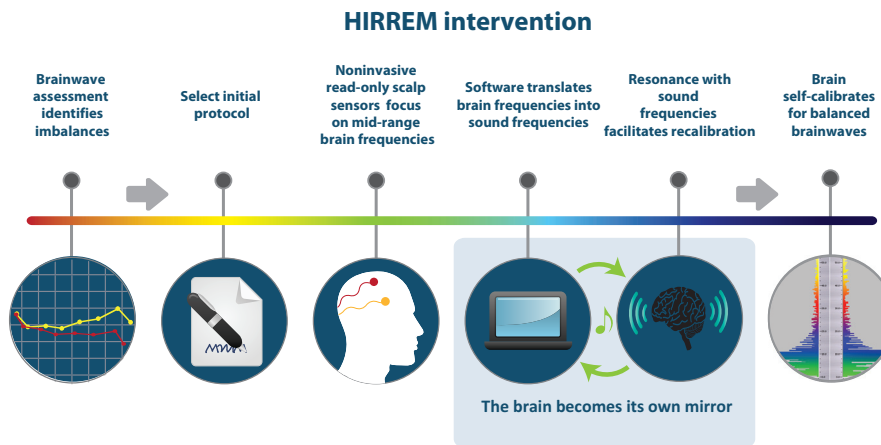 HIRREM intervention
Brainwave
assessment
identifies
imbalances
Select initial
protocol
Noninvasive
read-only scalp
sensors focus
on mid-range
brain frequencies
Software translates
brain frequencies into
sound frequencies
Resonance with
sound
frequencies
facilitates recalibration
Brain
self-calibrates
for balanced
brainwaves
The brain becomes its own mirror